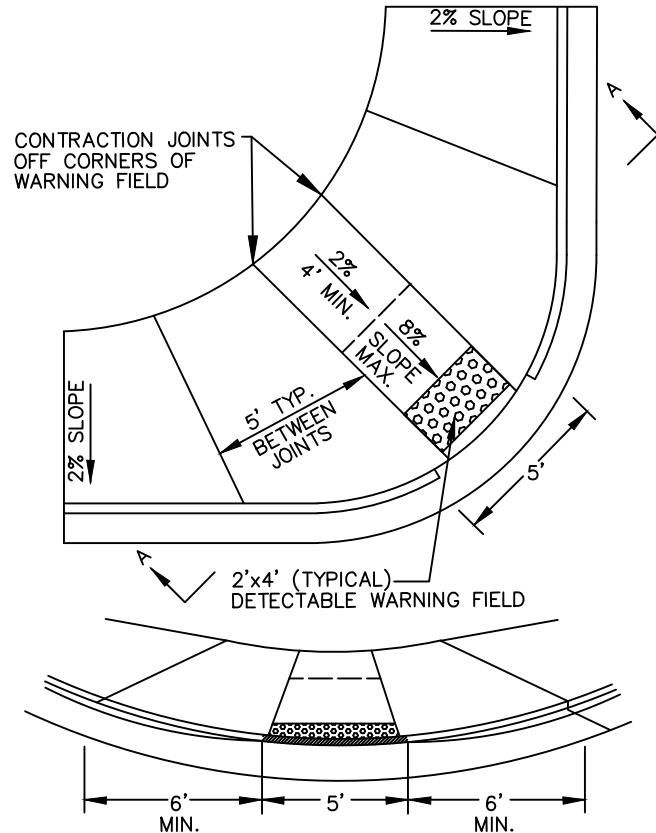 2% SLOPE
A
CONTRACTION JOINTS
OFF CORNERS OF
WARNING FIELD
2%
4' MIN.
8%
SLOPE
MAX.
5' TYP.
BETWEEN
JOINTS
2% SLOPE
5'
A
2'x4' (TYPICAL)
DETECTABLE WARNING FIELD
6'
MIN.
5'
6'
MIN.